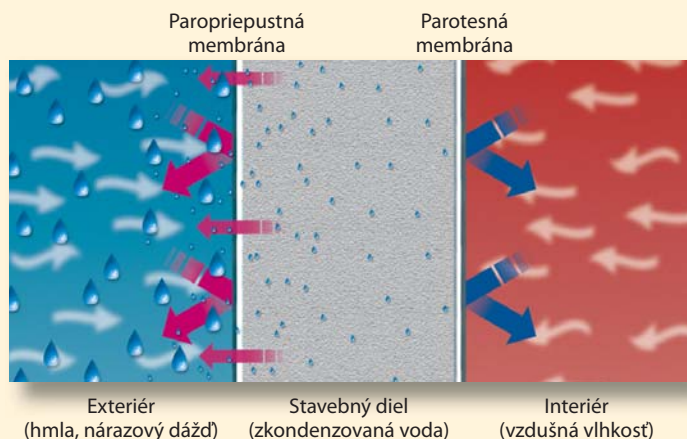 Paropriepustná
membrána
Parotesná
membrána
Exteriér
(hmla, nárazový dážď)
Stavebný diel
(zkondenzovaná voda)
Interiér
(vzdušná vlhkosť)